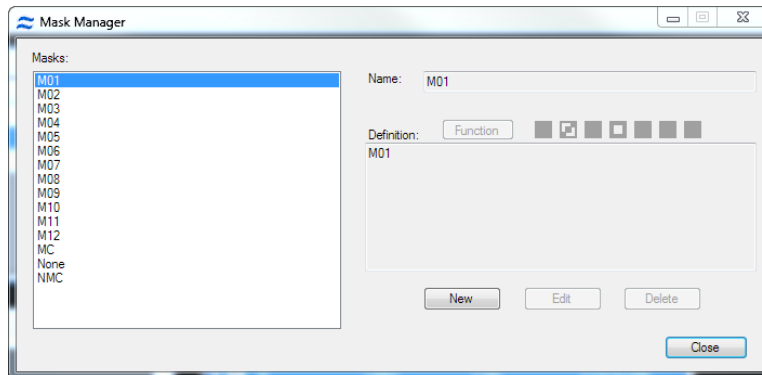 Mask Manager
Masks:
M01
M02
M03
M04
M05
M06
M07
M08
M09
M10
M11
M12
MC
None
NMC
Name:
M01
Definition:
Function
M01
New
Edit
Delete
Close